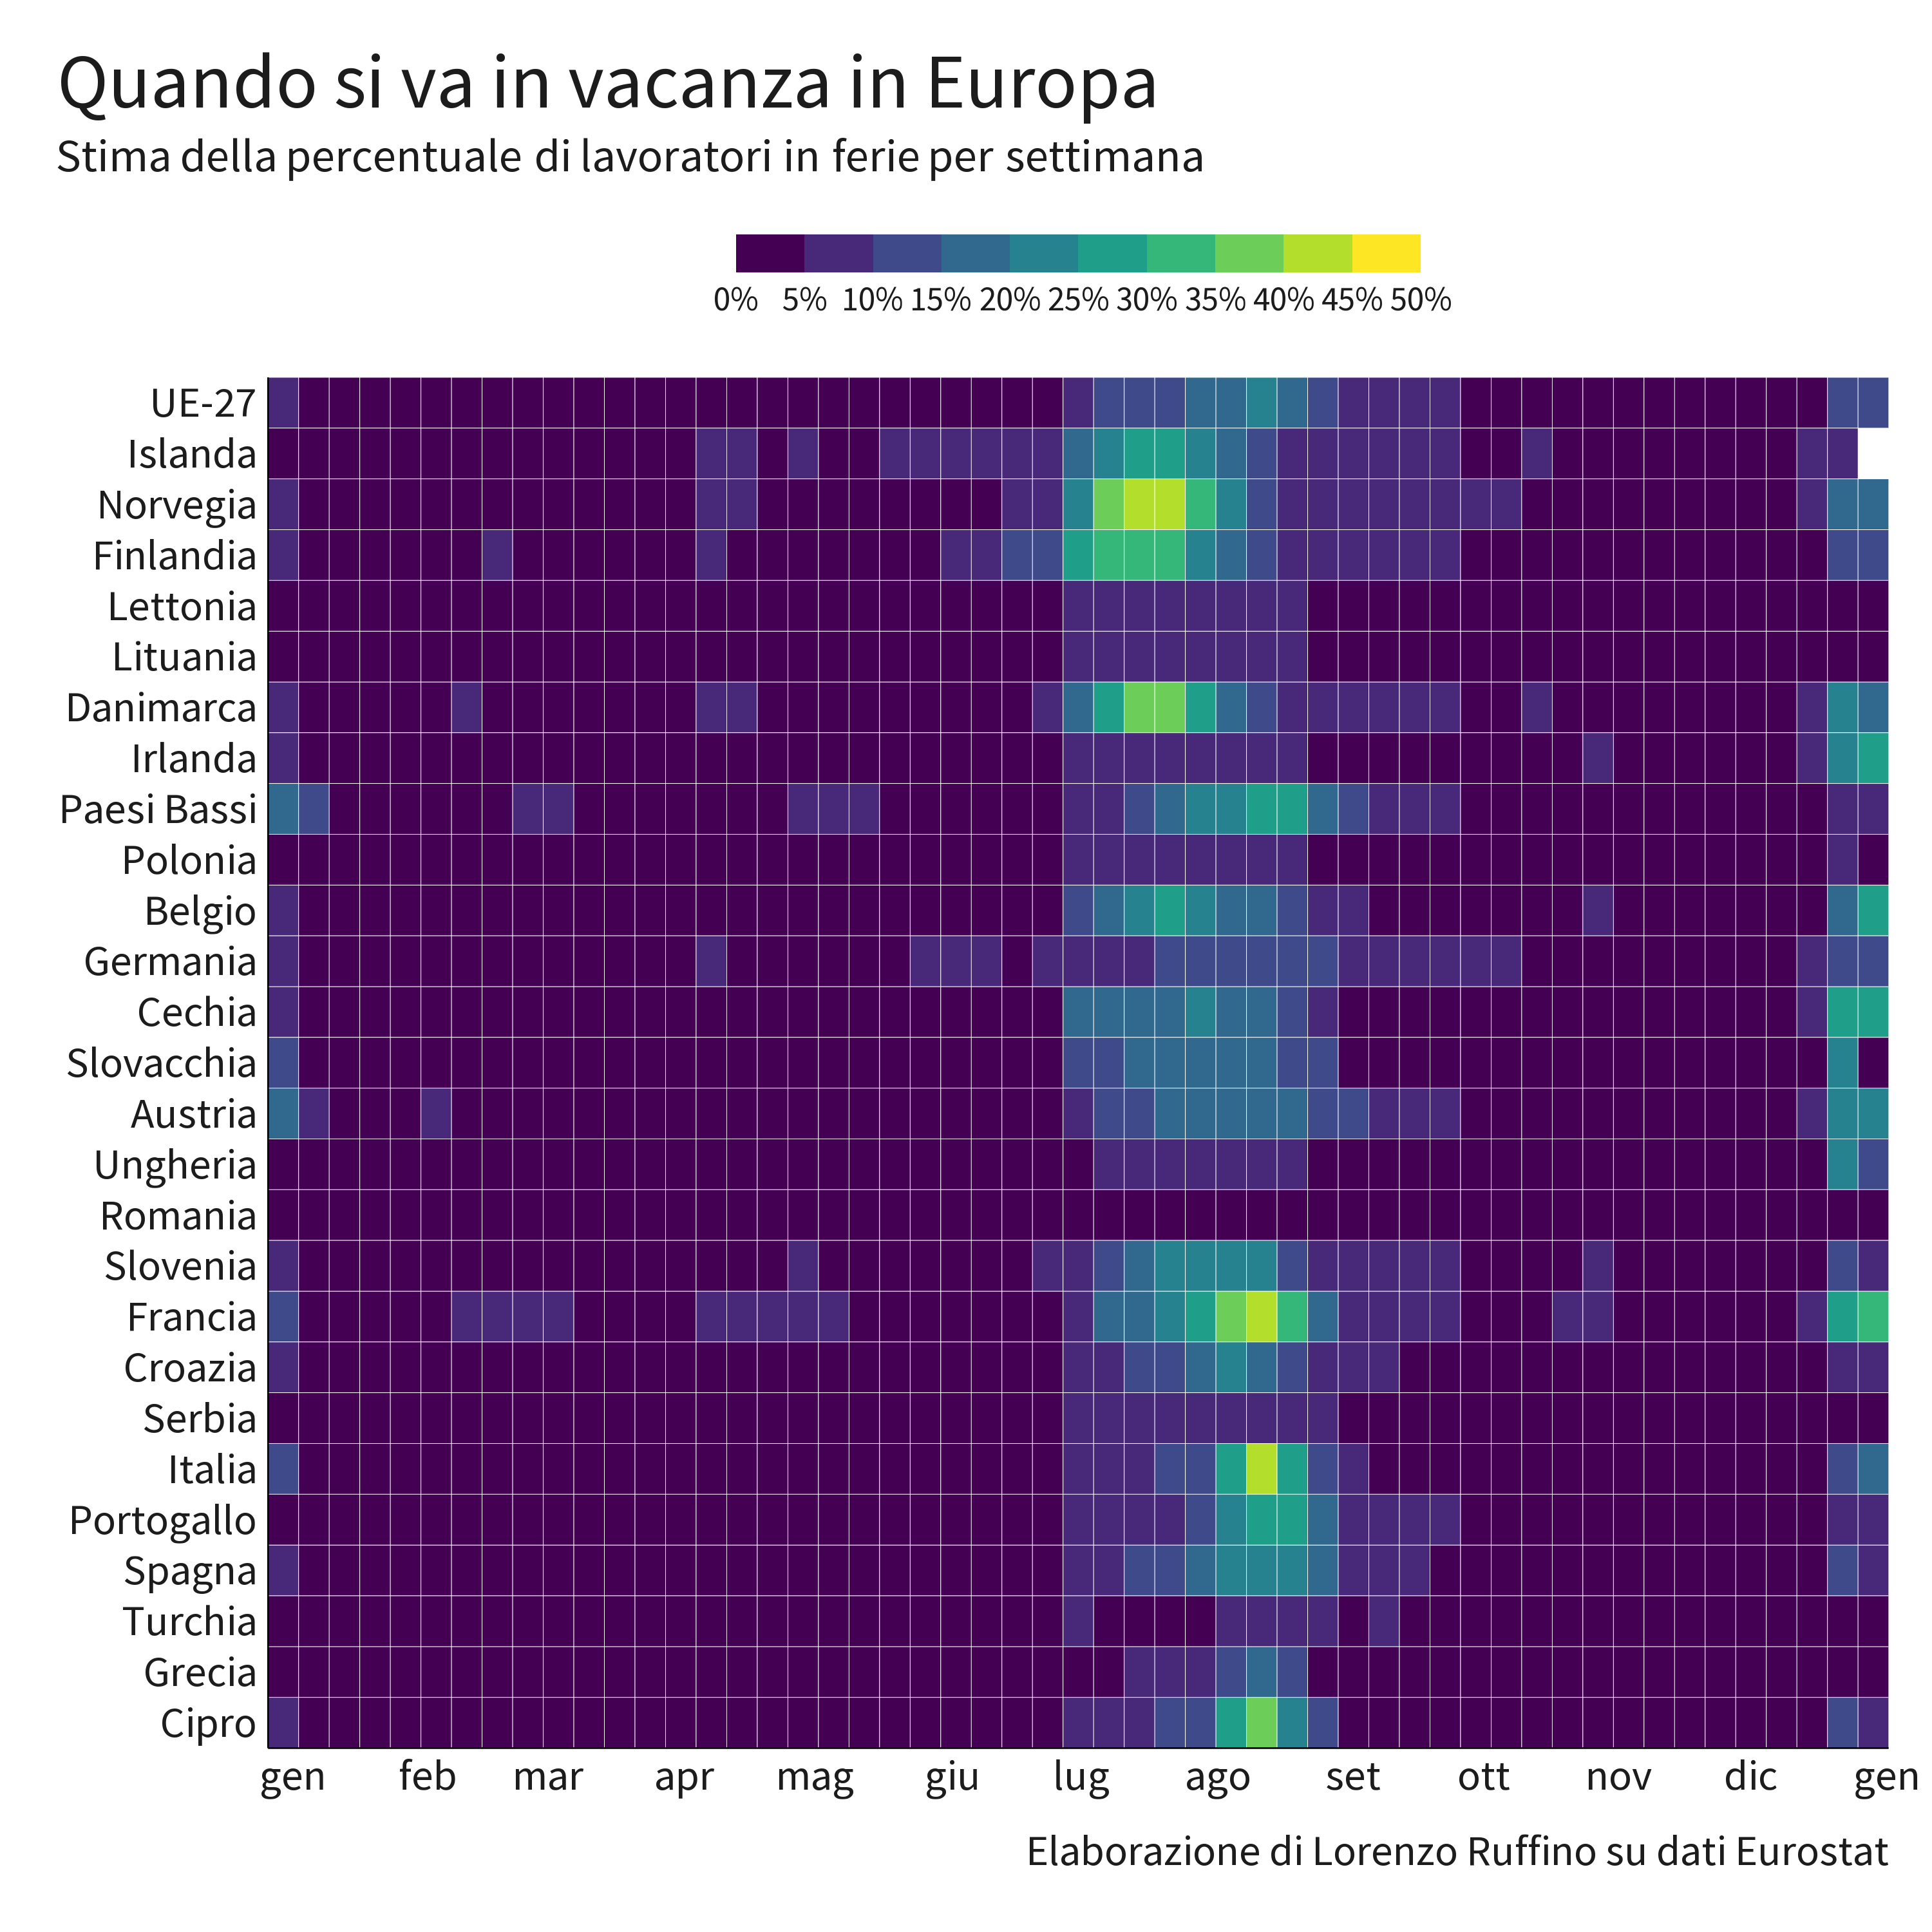 Quando si va in vacanza in Europa
Stima della percentuale di lavoratori in ferie per settimana
0% 5% 10% 15% 20% 25% 30% 35% 40% 45% 50%
UE-27
Islanda
Norvegia
Finlandia
Lettonia
Lituania
Danimarca
Irlanda
Paesi Bassi
Polonia
Belgio
Germania
Cechia
Slovacchia
Austria
Ungheria
Romania
Slovenia
Francia
Croazia
Serbia
Italia
Portogallo
Spagna
Turchia
Grecia
Cipro
gen feb mar apr mag giu lug ago set ott nov dic gen
Elaborazione di Lorenzo Ruffino su dati Eurostat